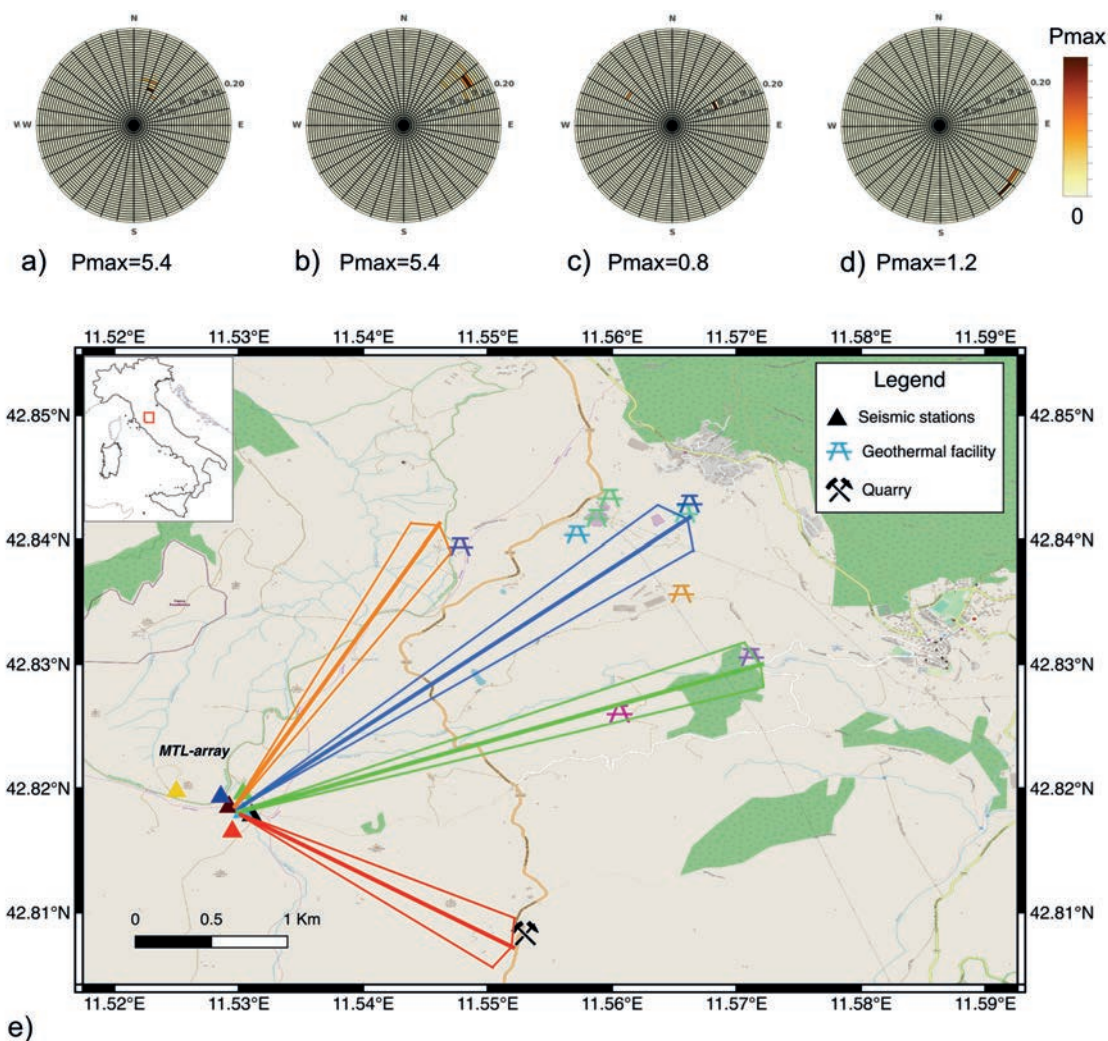 N N N N Pmax
0.20 0.20 0.20 0.20
W E W E W E W E
S S S S 0
a) Pmax=5.4 b) Pmax=5.4 c) Pmax=0.8 d) Pmax=1.2
11.52°E 11.53°E 11.54°E 11.55°E 11.56°E 11.57°E 11.58°E 11.59°E
Legend
42.85°N 42.85°N
Seismic stations
Geothermal facility
Quarry
42.84°N 42.84°N
42.83°N 42.83°N
MTL-array
42.82°N 42.82°N
42.81°N 42.81°N
0 0.5 1 Km
11.52°E 11.53°E 11.54°E 11.55°E 11.56°E 11.57°E 11.58°E 11.59°E
e)